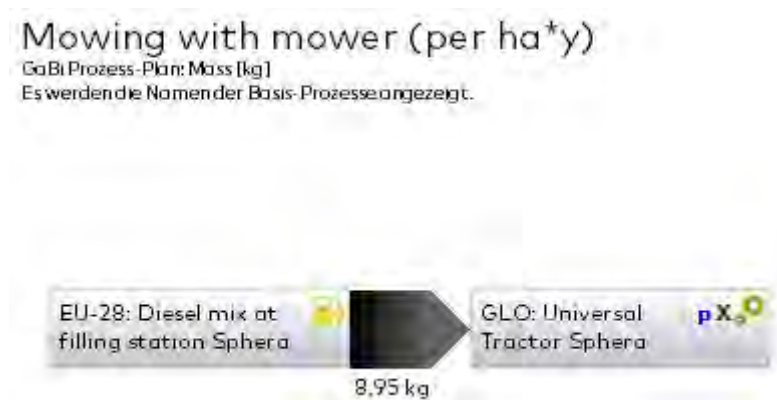 Mowing with mower (per ha*y)
GaBi Prozess-Plan: Mass [kg]
Es werden die Namen der Basis-Prozesse angezeigt.
EU-28: Diesel mix at
filling station Sphera
GLO: Universal
Tractor Sphera
pX
8,95 kg